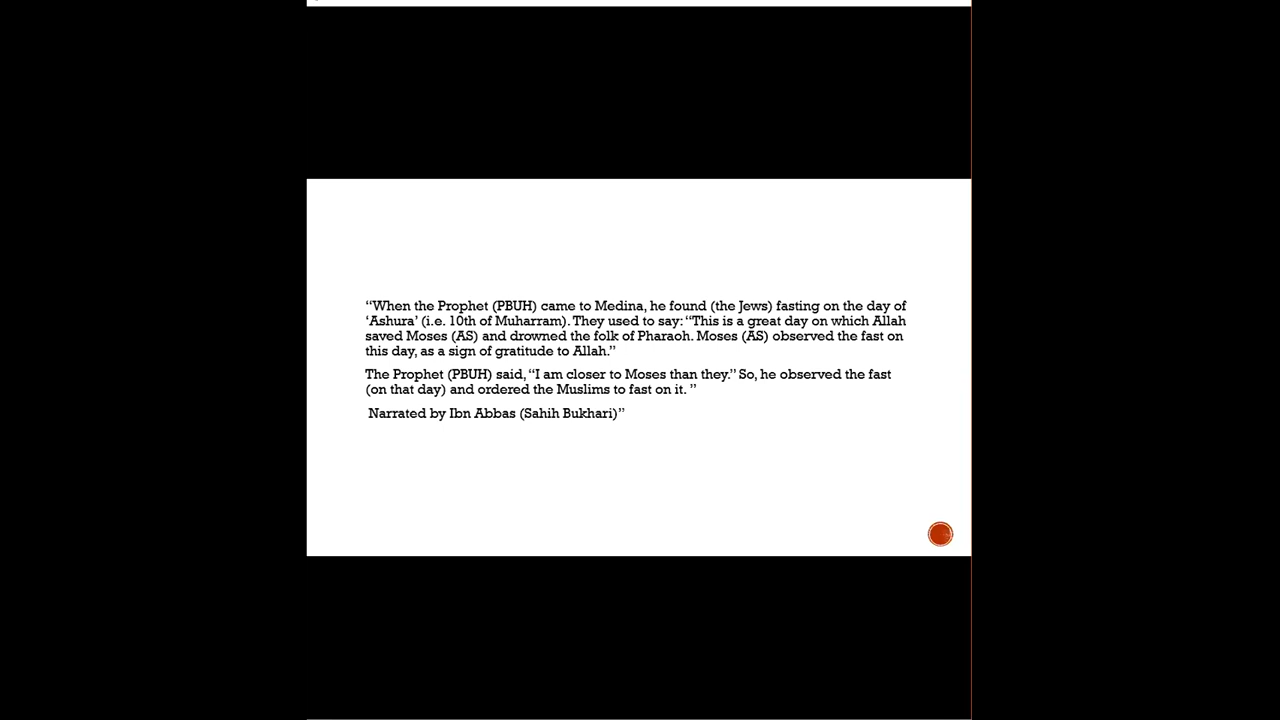 “When the Prophet (PBUH) came to Medina, he found (the Jews) fasting on the day of
‘Ashura’ (i.e. 10th of Muharram). They used to say: “This is a great day on which Allah
saved Moses (AS) and drowned the folk of Pharaoh. Moses (AS) observed the fast on
this day, as a sign of gratitude to Allah.”
The Prophet (PBUH) said, “I am closer to Moses than they.” So, he observed the fast
(on that day) and ordered the Muslims to fast on it. ”
Narrated by Ibn Abbas (Sahih Bukhari)”